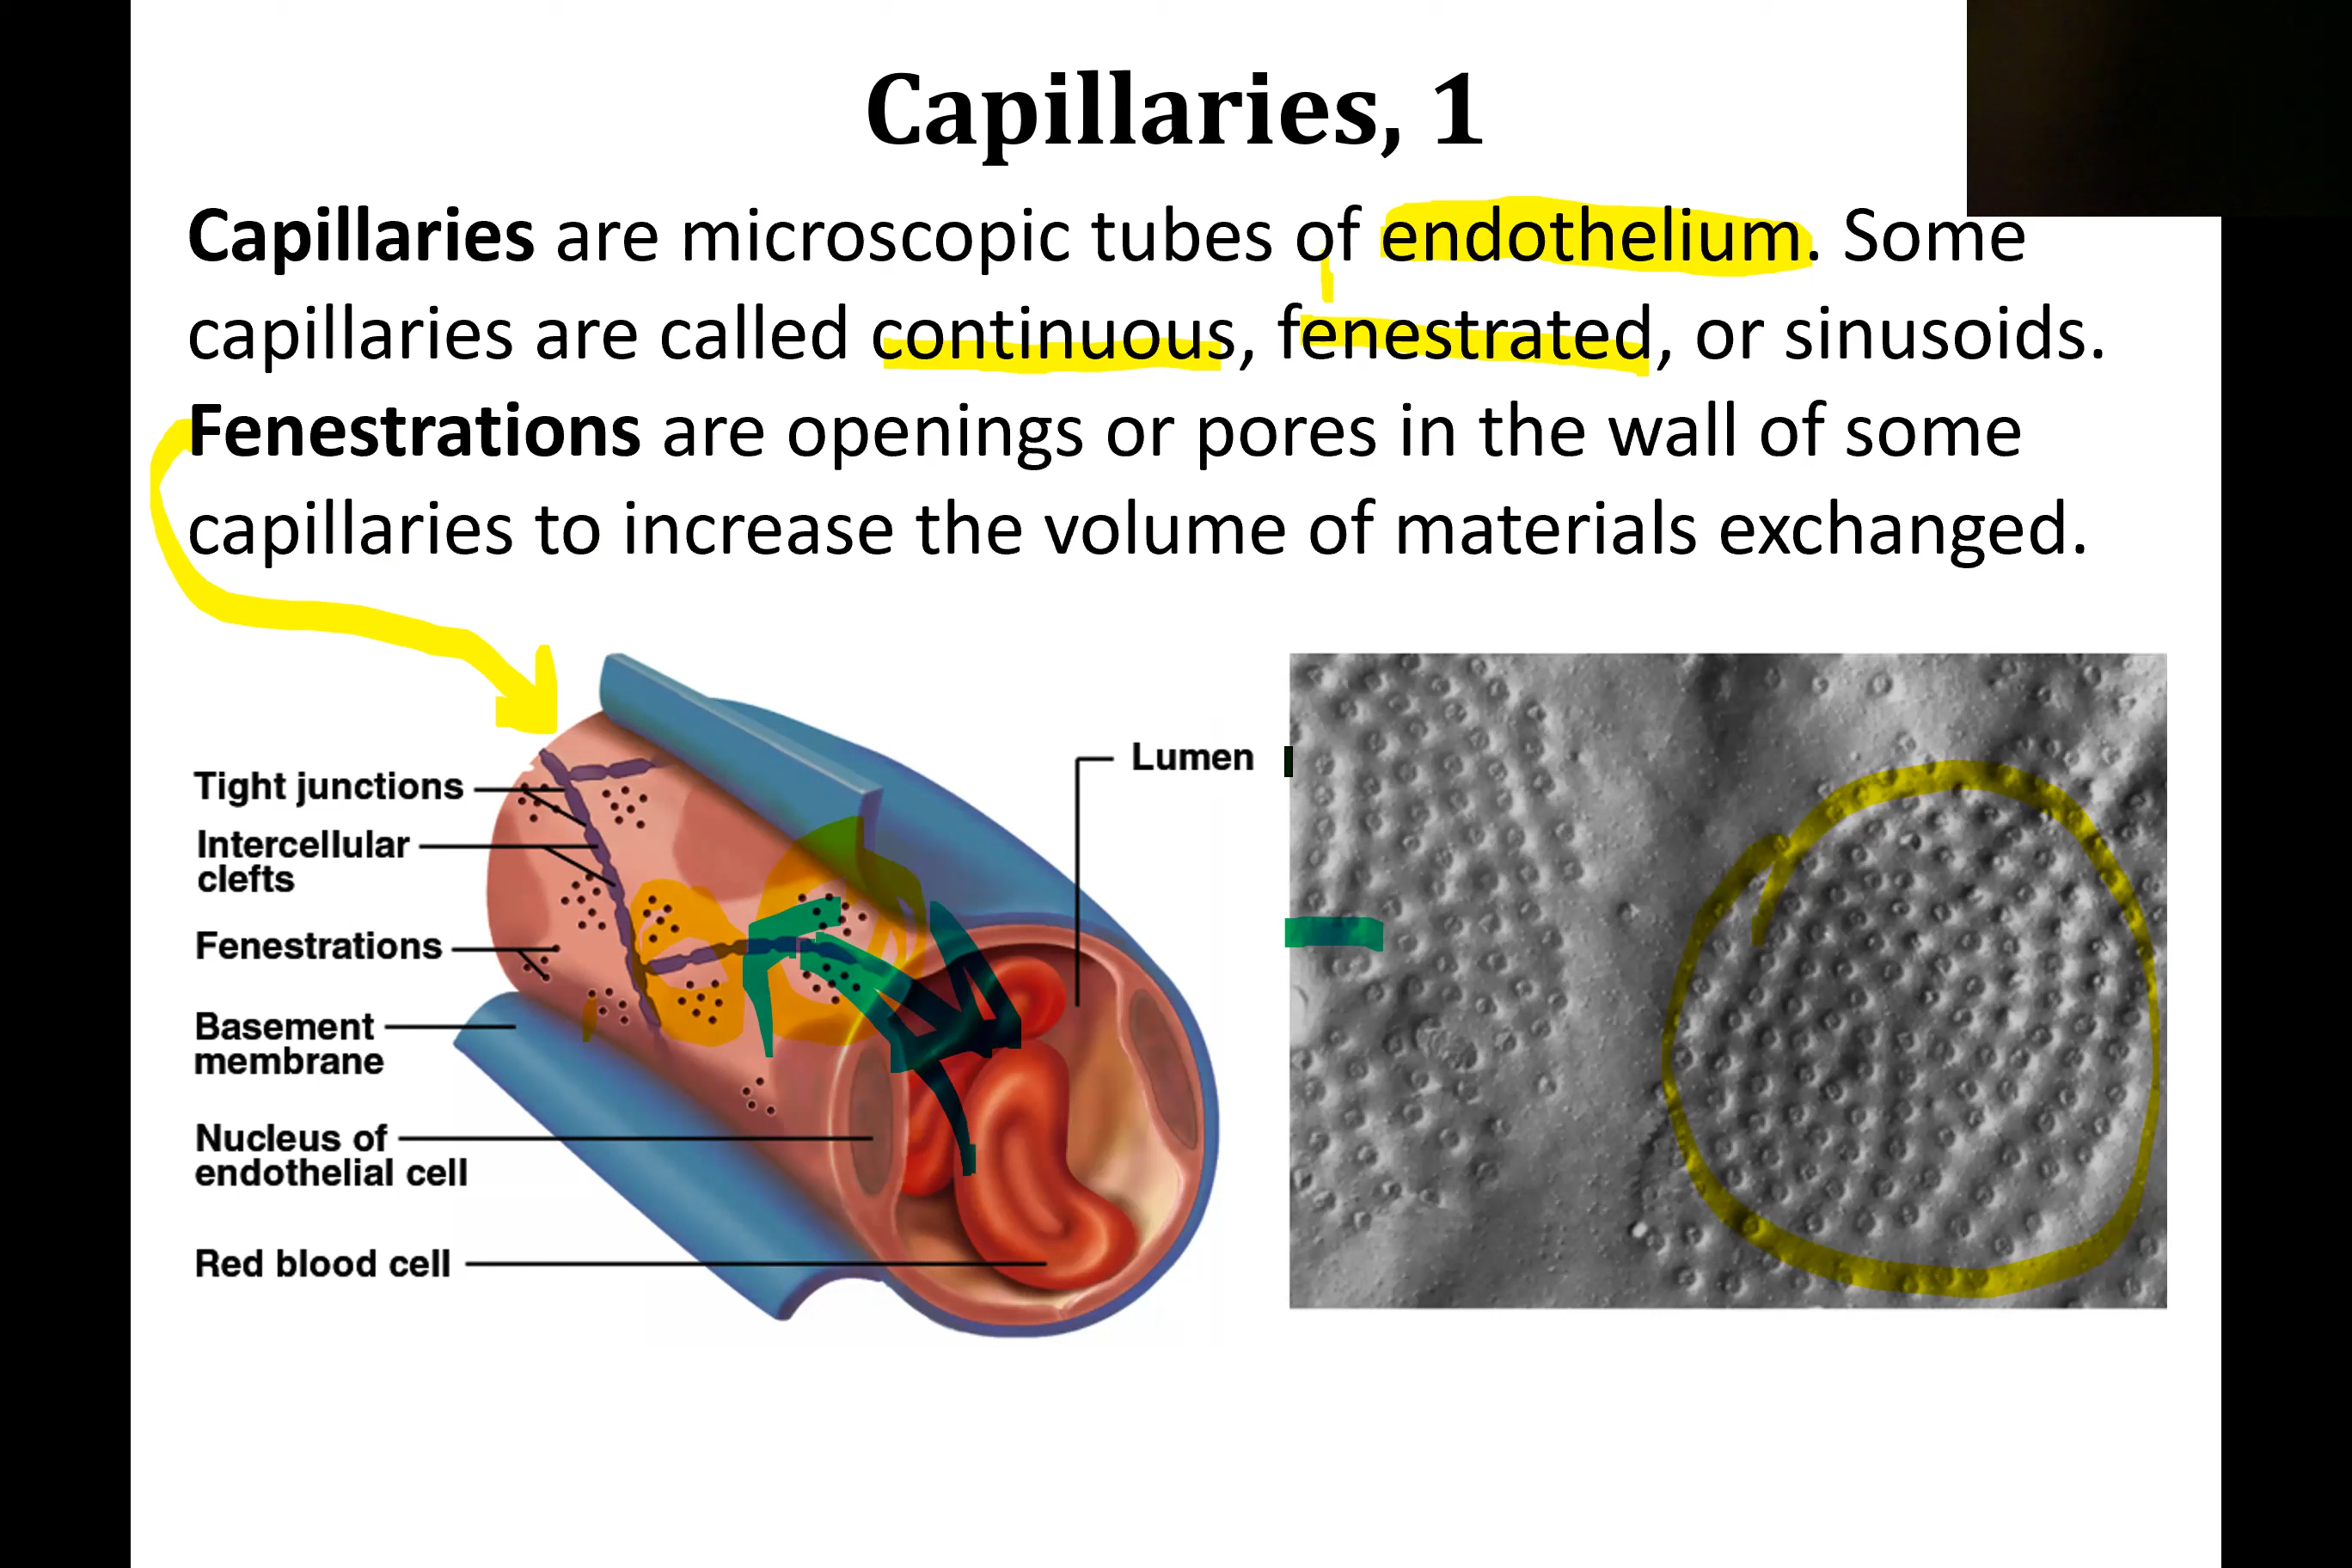 Capillaries, 1
Capillaries are microscopic tubes of endothelium. Some
capillaries are called continuous, fenestrated, or sinusoids.
Fenestrations are openings or pores in the wall of some
capillaries to increase the volume of materials exchanged.
Tight junctions
Intercellular
clefts
Fenestrations
Basement
membrane
Nucleus of
endothelial cell
Red blood cell
Lumen